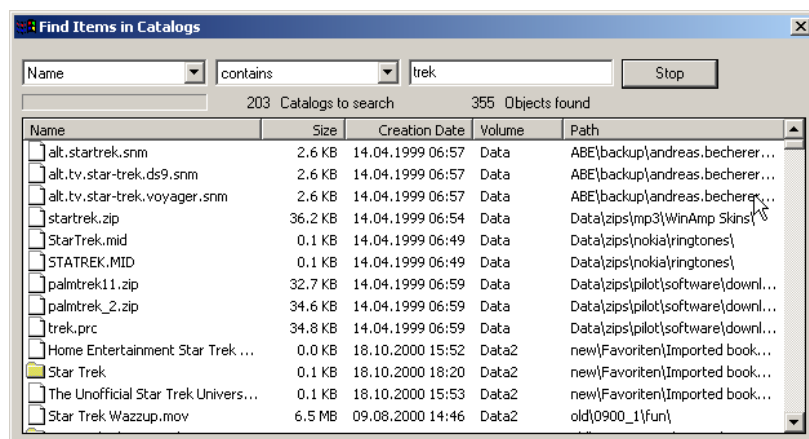 Find Items in Catalogs
Name contains trek Stop
203 Catalogs to search 355 Objects found
Name Size Creation Date Volume Path
alt.startrek.snm 2.6 KB 14.04.1999 06:57 Data ABE\backup\andreas.becherer...
alt.tv.star-trek.ds9.snm 2.6 KB 14.04.1999 06:57 Data ABE\backup\andreas.becherer...
alt.tv.star-trek.voyager.snm 2.6 KB 14.04.1999 06:57 Data ABE\backup\andreas.becherer...
startrek.zip 36.2 KB 14.04.1999 06:54 Data Data\zips\mp3\WinAmp Skins\
StarTrek.mid 0.1 KB 14.04.1999 06:49 Data Data\zips\nokia\ringtones\
STATREK.MID 0.1 KB 14.04.1999 06:49 Data Data\zips\nokia\ringtones\
palmtrek11.zip 32.7 KB 14.04.1999 06:59 Data Data\zips\pilot\software\downl...
palmtrek_2.zip 34.6 KB 14.04.1999 06:59 Data Data\zips\pilot\software\downl...
trek.prc 34.8 KB 14.04.1999 06:59 Data Data\zips\pilot\software\downl...
Home Entertainment Star Trek ... 0.0 KB 18.10.2000 15:52 Data2 new\Favoriten\Imported book...
Star Trek 0.1 KB 18.10.2000 18:20 Data2 new\Favoriten\Imported book...
The Unofficial Star Trek Univers... 0.1 KB 18.10.2000 15:53 Data2 new\Favoriten\Imported book...
Star Trek Wazzup.mov 6.5 MB 09.08.2000 14:46 Data2 old\0900_1\fun\